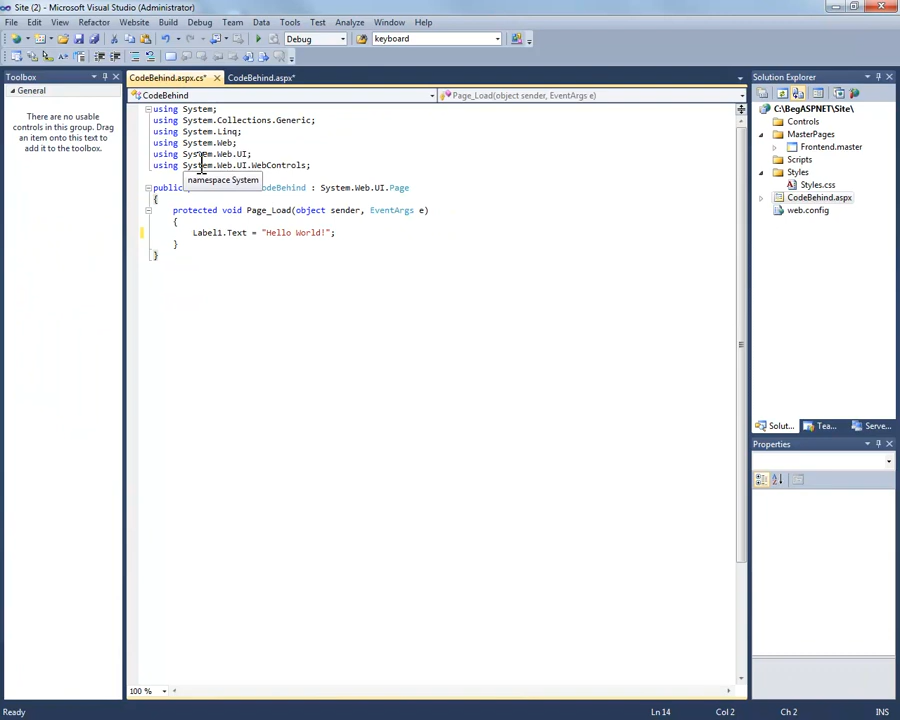 Site (2) - Microsoft Visual Studio (Administrator)
File Edit View Refactor Website Build Debug Team Data Tools Test Analyze Window Help
Debug keyboard
Toolbox
General
There are no usable
controls in this group. Drag
an item onto this text to
add it to the toolbox.
CodeBehind.aspx.cs* CodeBehind.aspx*
CodeBehind Page_Load(object sender, EventArgs e)
using System;
using System.Collections.Generic;
using System.Linq;
using System.Web;
using System.Web.UI;
using System.Web.UI.WebControls;
namespace System
public deBehind : System.Web.UI.Page
{
protected void Page_Load(object sender, EventArgs e)
{
Label1.Text = "Hello World!";
}
}
100 %
Solution Explorer
C:\BegASPNET\Site\
Controls
MasterPages
Frontend.master
Scripts
Styles
Styles.css
CodeBehind.aspx
web.config
Solut... Tea... Serve...
Properties
Ready Ln 14 Col 2 Ch 2 INS